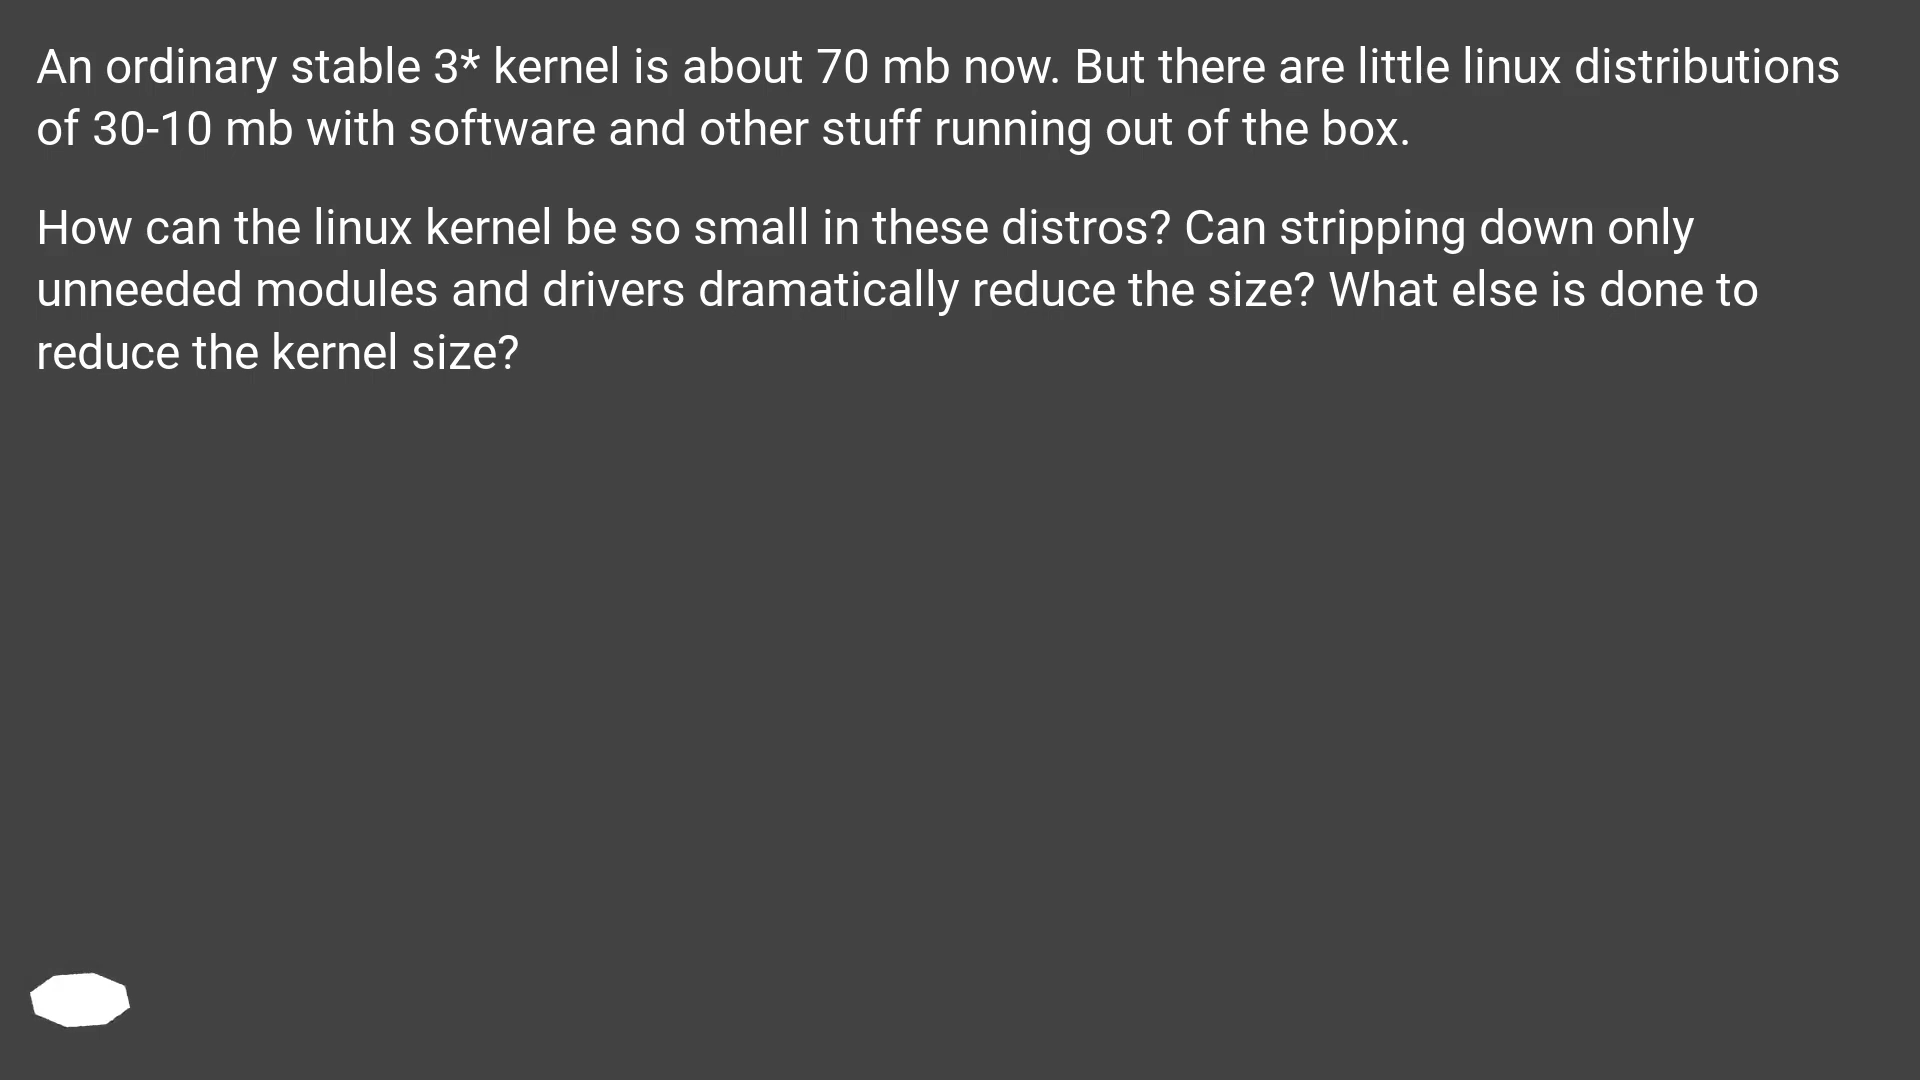 An ordinary stable 3* kernel is about 70 mb now. But there are little linux distributions
of 30-10 mb with software and other stuff running out of the box.
How can the linux kernel be so small in these distros? Can stripping down only
unneeded modules and drivers dramatically reduce the size? What else is done to
reduce the kernel size?